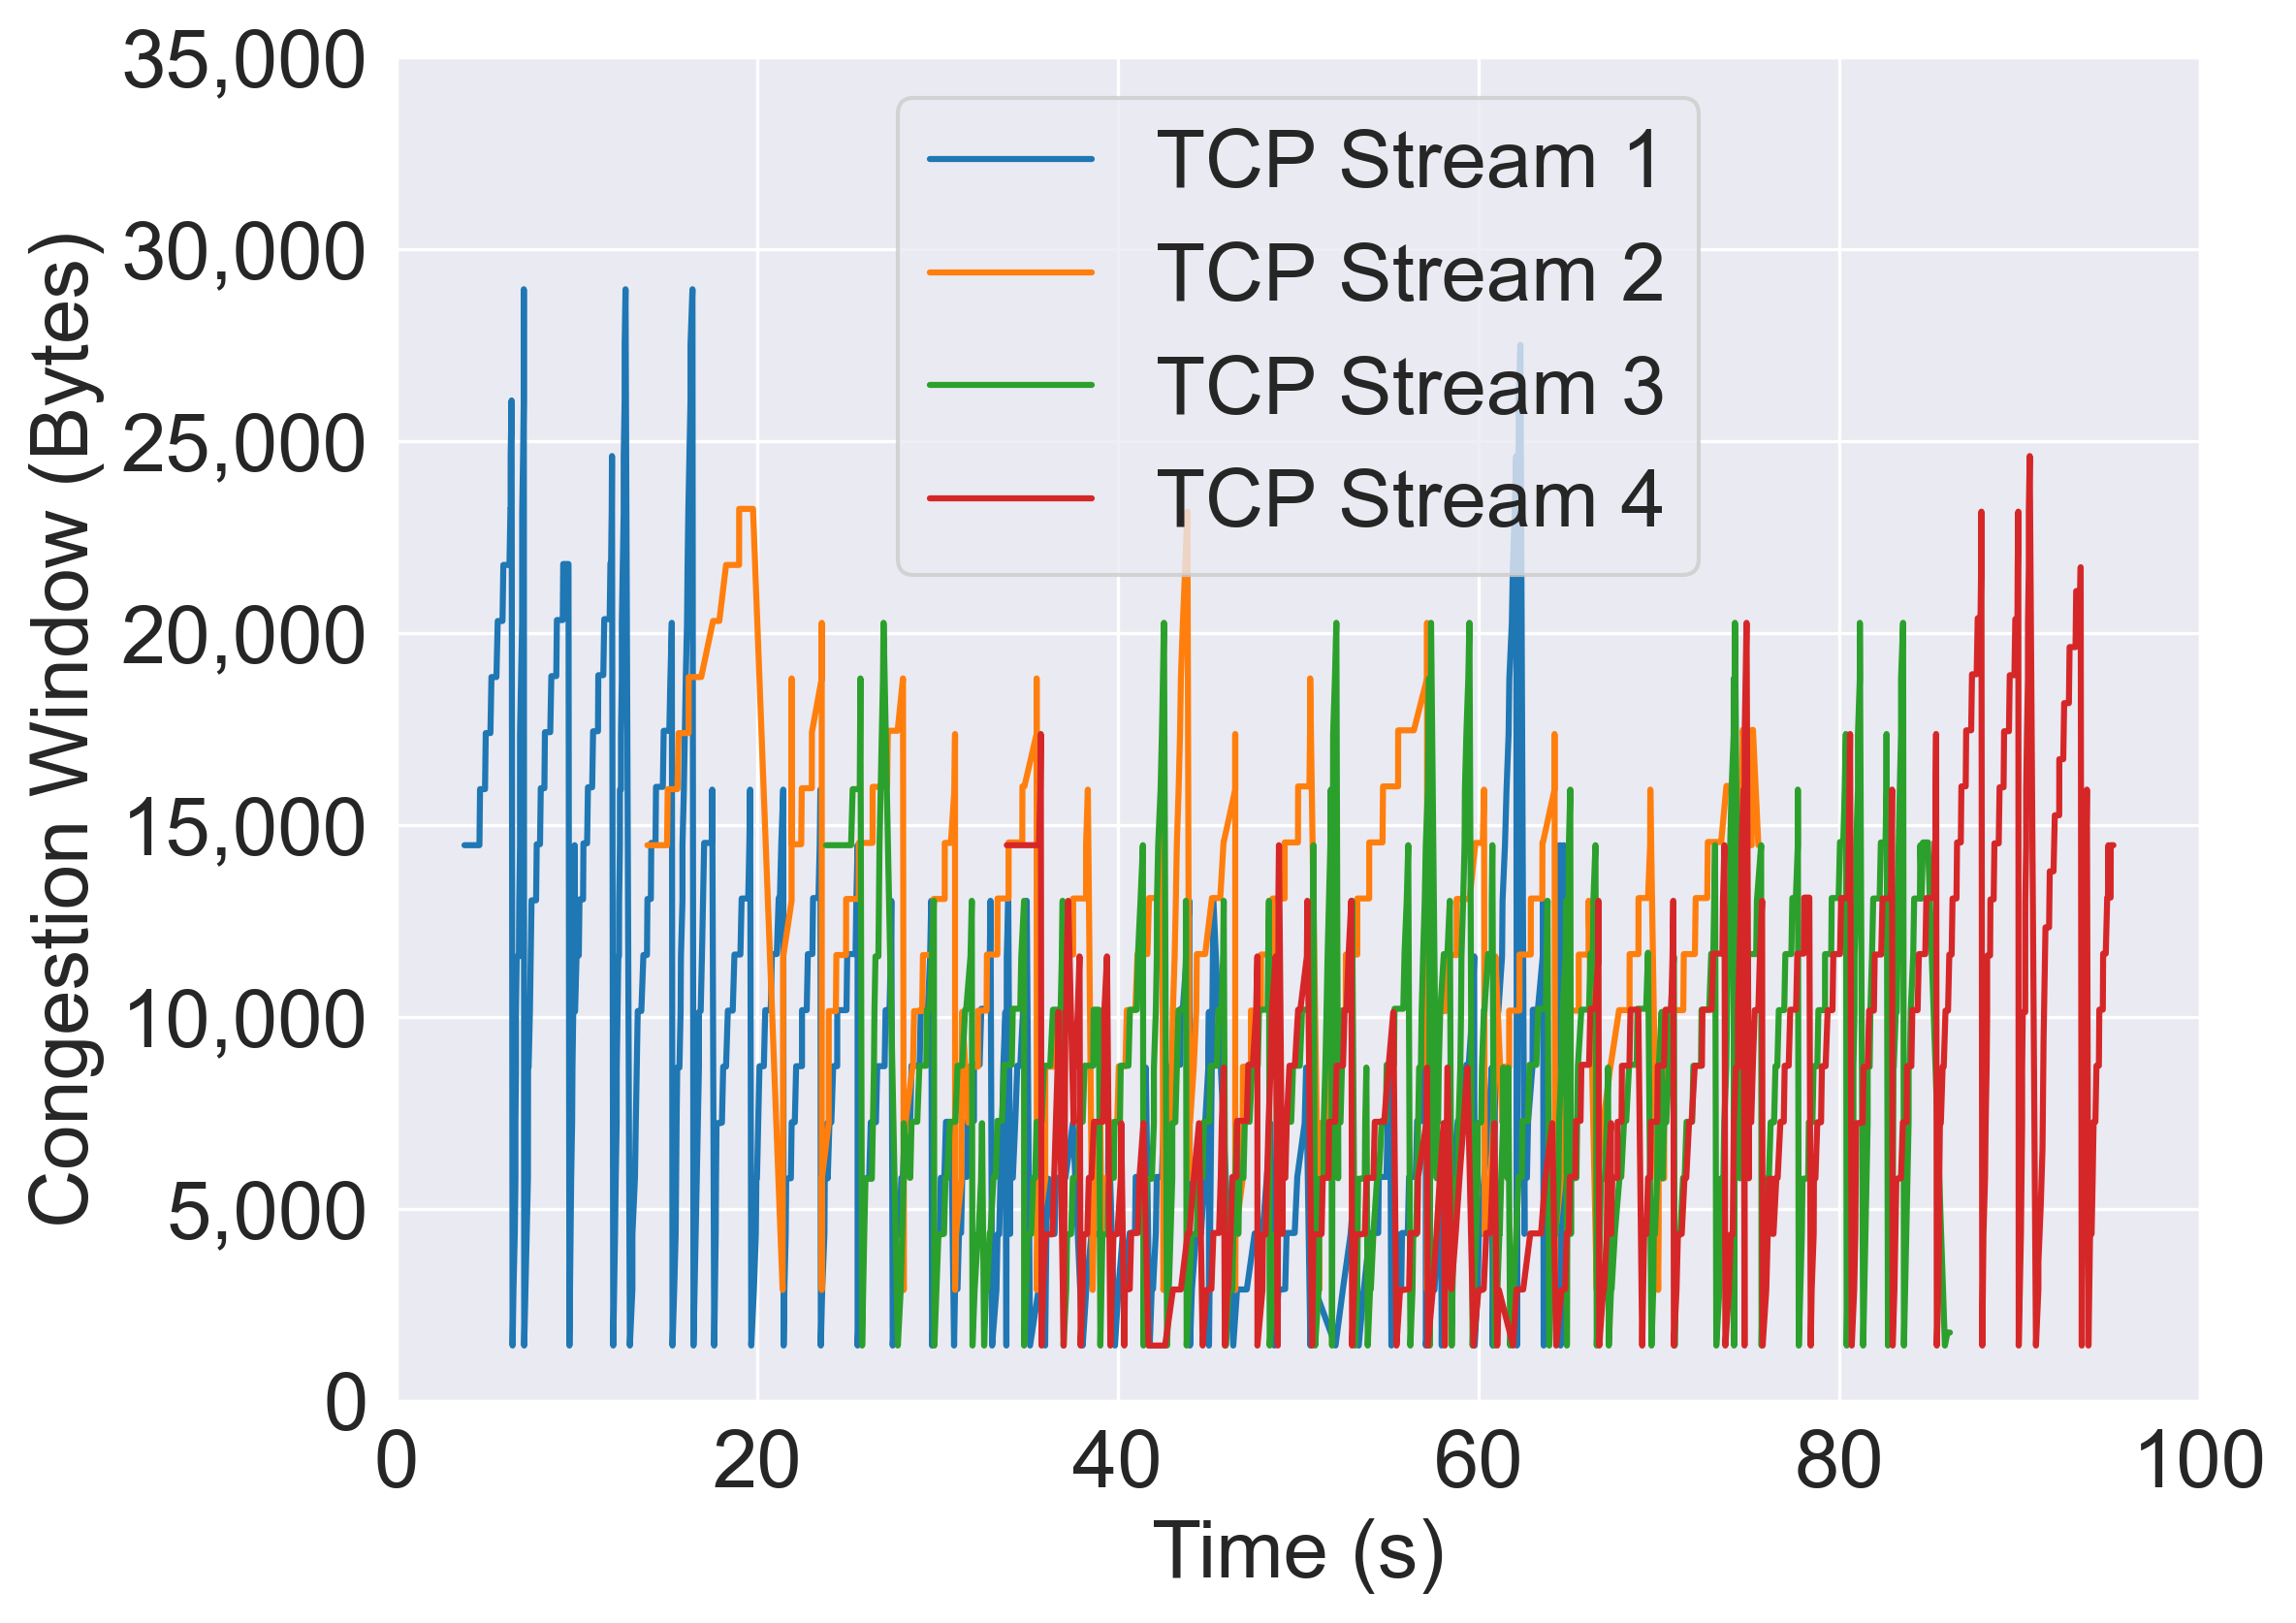 35,000
30,000
25,000
20,000
15,000
10,000
5,000
0
Congestion Window (Bytes)
TCP Stream 1
TCP Stream 2
TCP Stream 3
TCP Stream 4
0 20 40 60 80 100
Time (s)